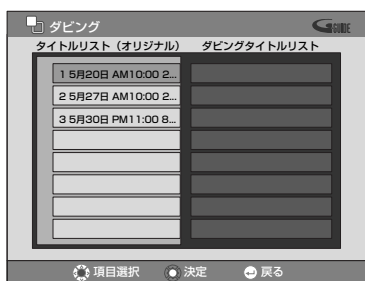 ダビング
G GUIDE
タイトルリスト（オリジナル） ダビングタイトルリスト
1 5月20日 AM10:00 2...
2 5月27日 AM10:00 2...
3 5月30日 PM11:00 8...
項目選択 決定 戻る